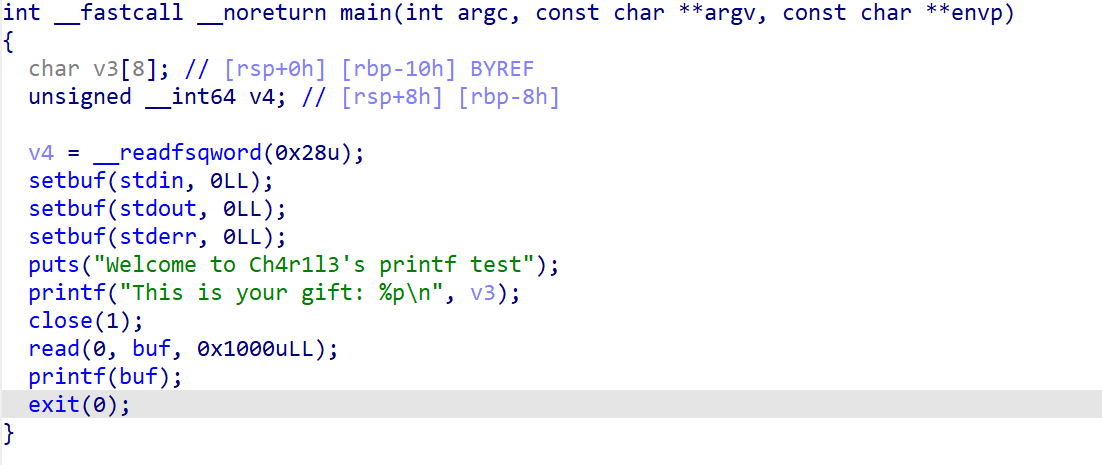 int __fastcall __noreturn main(int argc, const char **argv, const char **envp)
{
char v3[8]; // [rsp+0h] [rbp-10h] BYREF
unsigned __int64 v4; // [rsp+8h] [rbp-8h]
v4 = __readfsqword(0x28u);
setbuf(stdin, 0LL);
setbuf(stdout, 0LL);
setbuf(stderr, 0LL);
puts("Welcome to Ch4r1l3's printf test");
printf("This is your gift: %p\n", v3);
close(1);
read(0, buf, 0x1000uLL);
printf(buf);
exit(0);
}